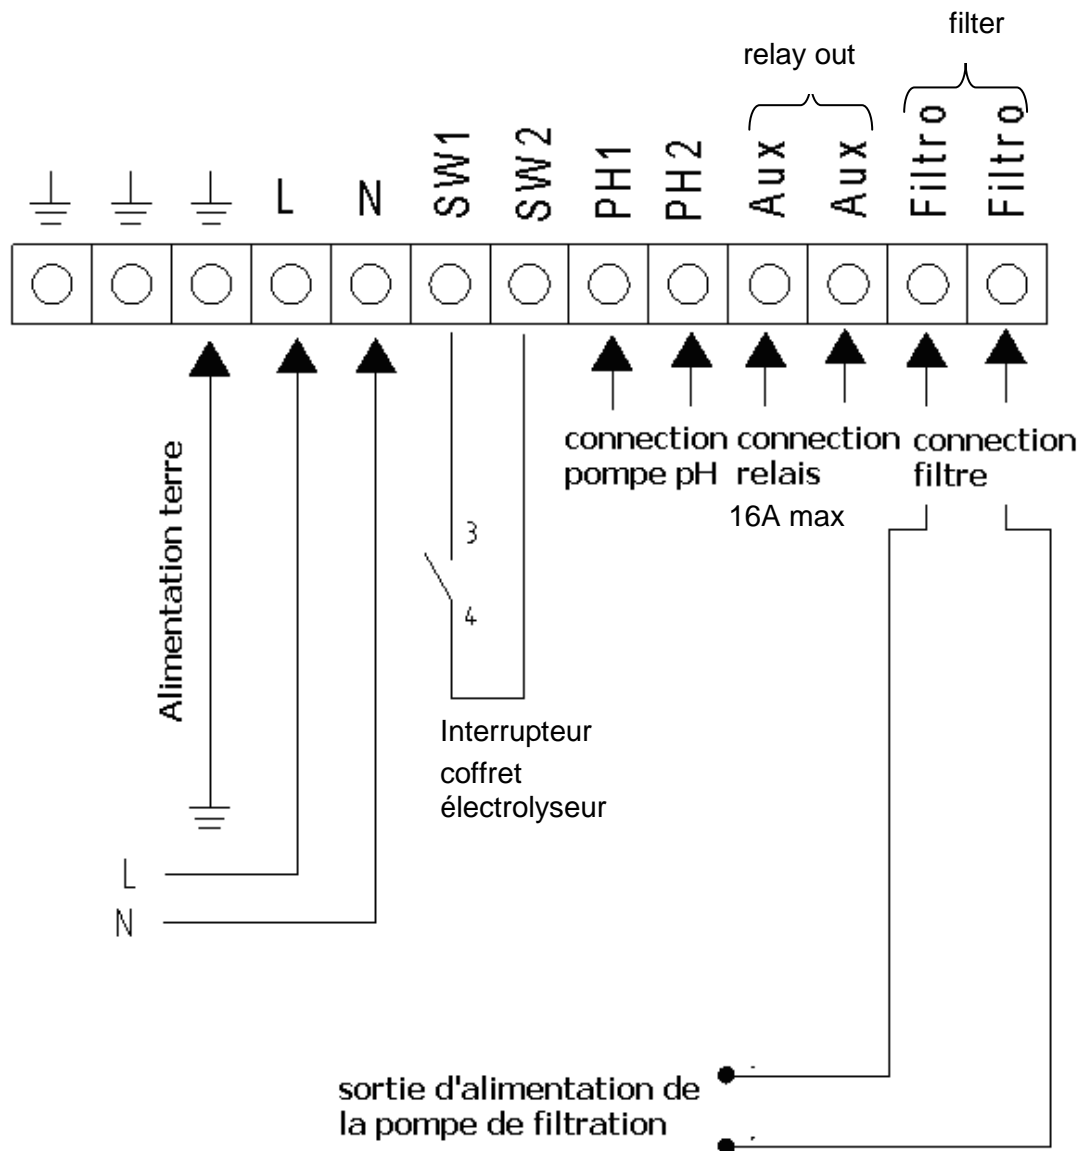 filter
relay out
L
N
SW1
SW2
PH1
PH2
Aux
Aux
Filtro
Filtro
connection
pompe pH
connection
relais
16A max
connection
filtre
Alimentation terre
3
4
Interrupteur
coffret
électrolyseur
L
N
sortie d'alimentation de
la pompe de filtration